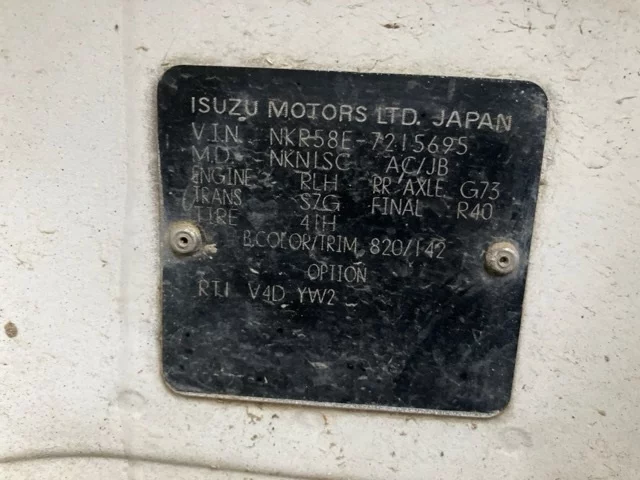 ISUZU MOTORS LTD. JAPAN
V.I.N. NKR58E-7215695
M.D. NKN1SC AC/JB
ENGINE RLH RR/AXLE G73
TRANS SZG FINAL R40
TIRE 41H
B.COLOR/TRIM 820/142
OPTION
RT1 V4D YW2